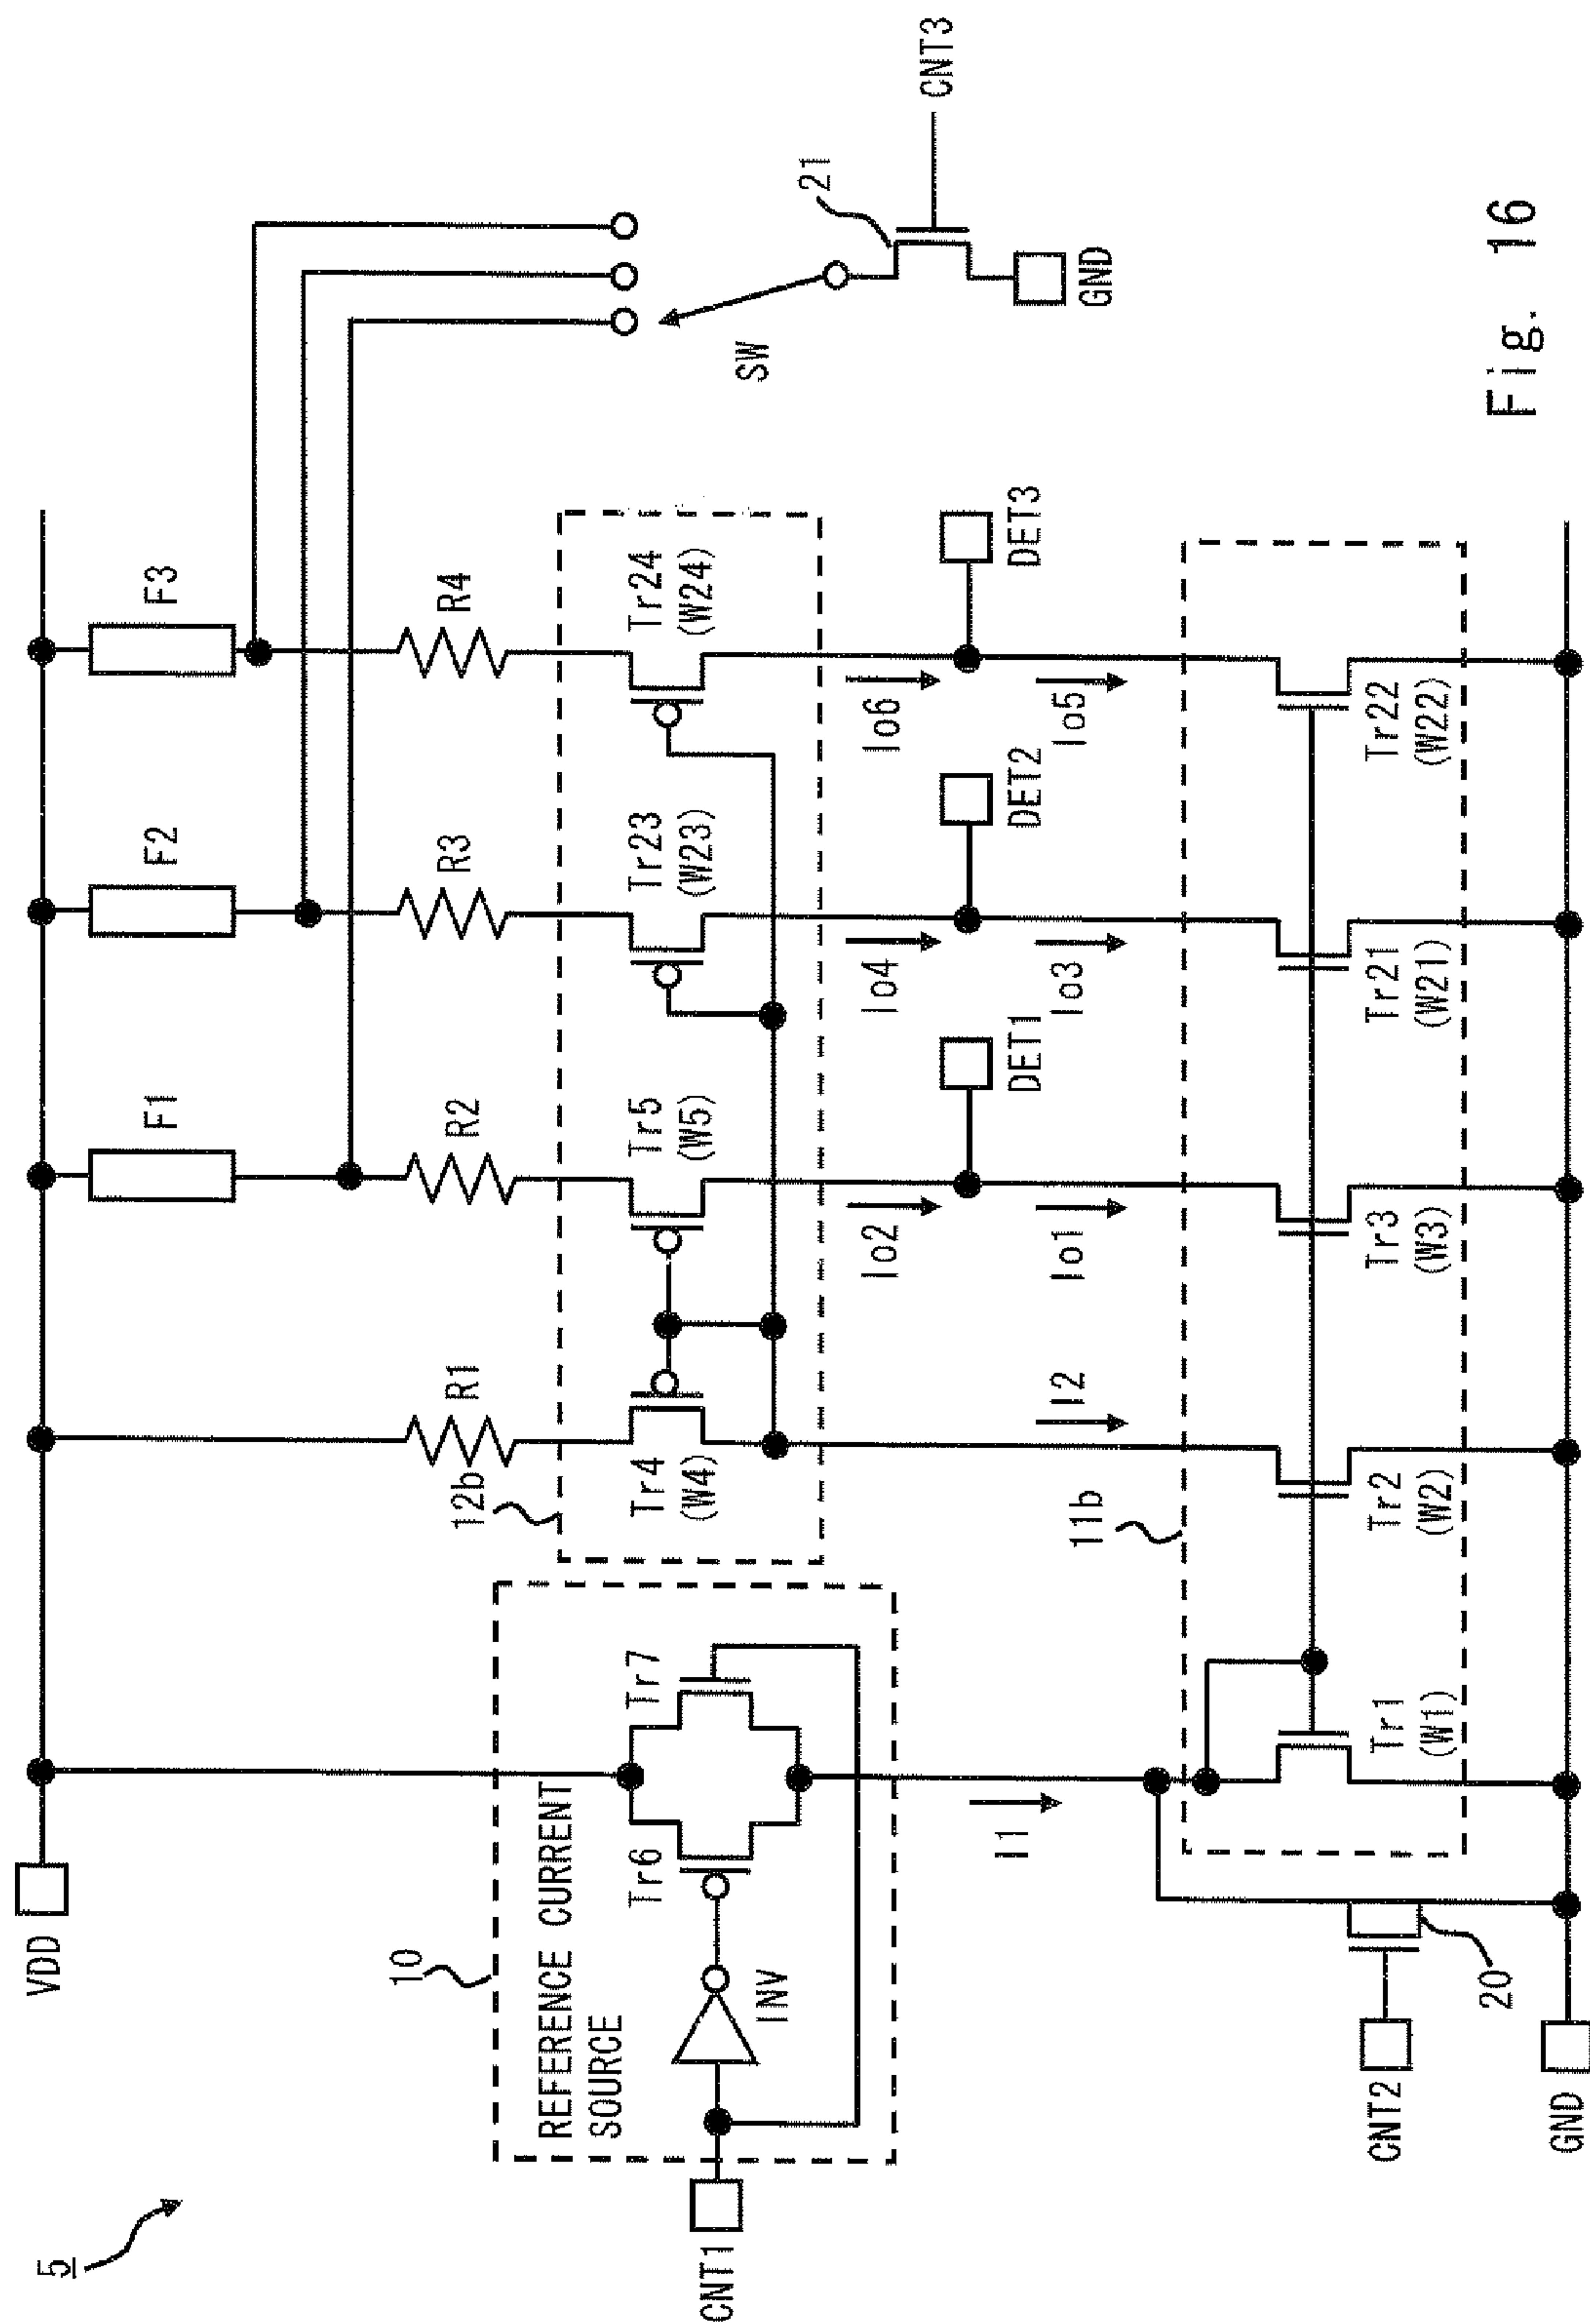 5
VDD
F1
F2
F3
R1
R2
R3
R4
10
REFERENCE CURRENT
SOURCE
CNT1
INV
Tr6
Tr7
12b
Tr4
(W4)
Tr5
(W5)
Tr23
(W23)
Tr24
(W24)
SW
21
CNT3
GND
I1
I2
Io2
Io1
DET1
Io4
Io3
DET2
Io6
Io5
DET3
11b
Tr1
(W1)
Tr2
(W2)
Tr3
(W3)
Tr21
(W21)
Tr22
(W22)
CNT2
20
GND
Fig. 16